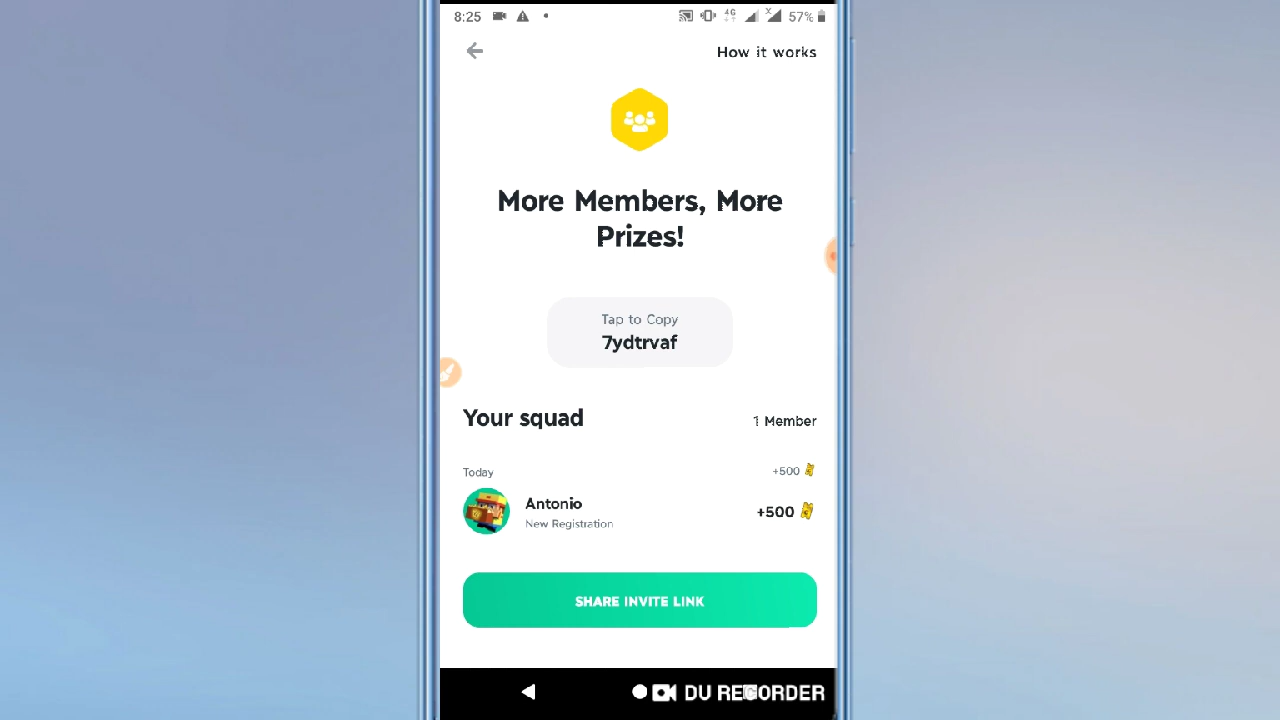 8:25 4G 57%
How it works
More Members, More
Prizes!
Tap to Copy
7ydtrvaf
Your squad 1 Member
Today +500
Antonio
New Registration
+500
SHARE INVITE LINK
DU RECORDER